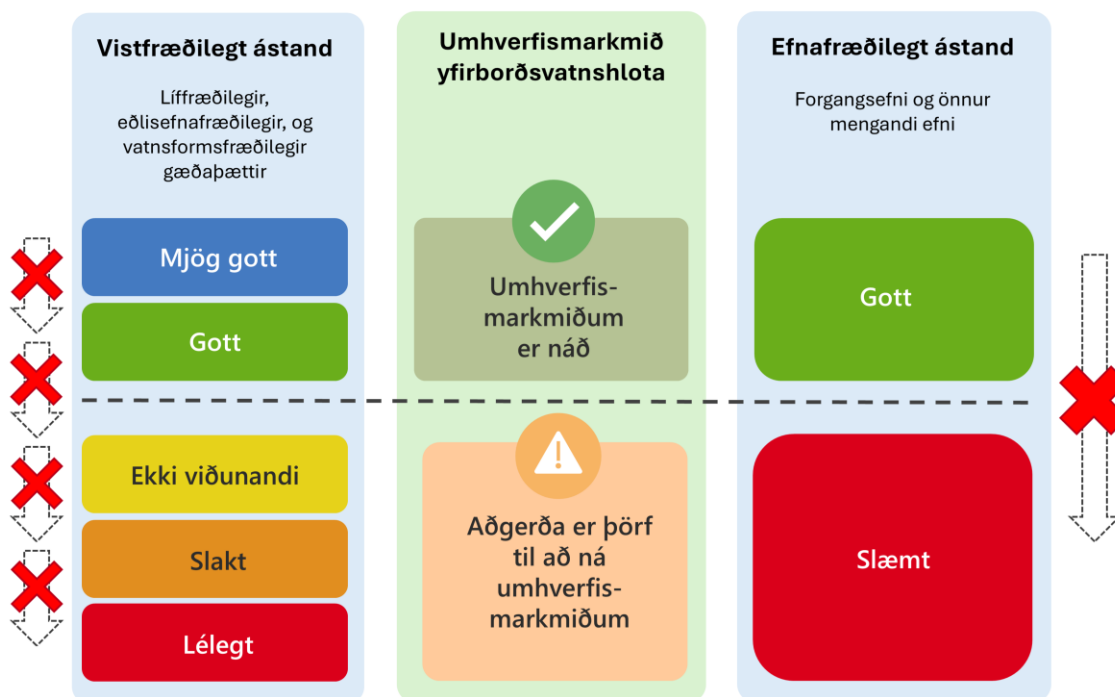 Vistfræðilegt ástand
Líffræðilegir,
eðlisefnafræðilegir, og
vatnsformsfræðilegir
gæðaþættir
Mjög gott
Gott
Ekki viðunandi
Slakt
Lélegt
Umhverfismarkmið
yfirborðsvatnshlota
Umhverfis-
markmiðum
er náð
Aðgerða er þörf
til að ná
umhverfis-
markmiðum
Efnafræðilegt ástand
Forgangsefni og önnur
mengandi efni
Gott
Slæmt